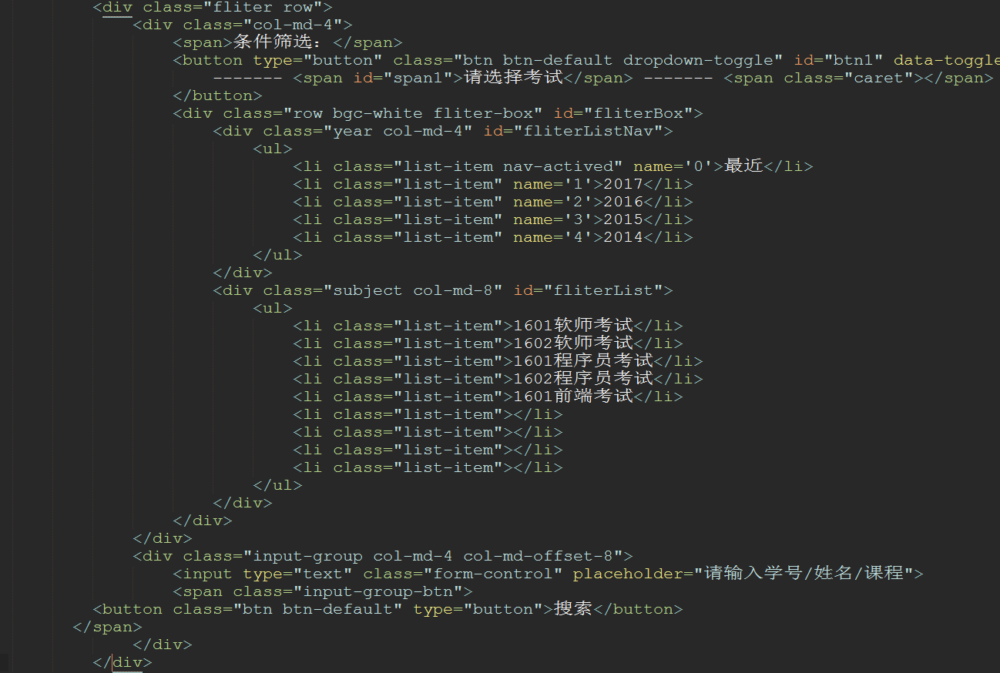 <div class="fliter row">
<div class="col-md-4">
<span>条件筛选：</span>
<button type="button" class="btn btn-default dropdown-toggle" id="btn1" data-toggle
------- <span id="span1">请选择考试</span> ------- <span class="caret"></span>
</button>
<div class="row bgc-white fliter-box" id="fliterBox">
<div class="year col-md-4" id="fliterListNav">
<ul>
<li class="list-item nav-actived" name='0'>最近</li>
<li class="list-item" name='1'>2017</li>
<li class="list-item" name='2'>2016</li>
<li class="list-item" name='3'>2015</li>
<li class="list-item" name='4'>2014</li>
</ul>
</div>
<div class="subject col-md-8" id="fliterList">
<ul>
<li class="list-item">1601软师考试</li>
<li class="list-item">1602软师考试</li>
<li class="list-item">1601程序员考试</li>
<li class="list-item">1602程序员考试</li>
<li class="list-item">1601前端考试</li>
<li class="list-item"></li>
<li class="list-item"></li>
<li class="list-item"></li>
<li class="list-item"></li>
</ul>
</div>
</div>
</div>
<div class="input-group col-md-4 col-md-offset-8">
<input type="text" class="form-control" placeholder="请输入学号/姓名/课程">
<span class="input-group-btn">
<button class="btn btn-default" type="button">搜索</button>
</span>
</div>
</div>